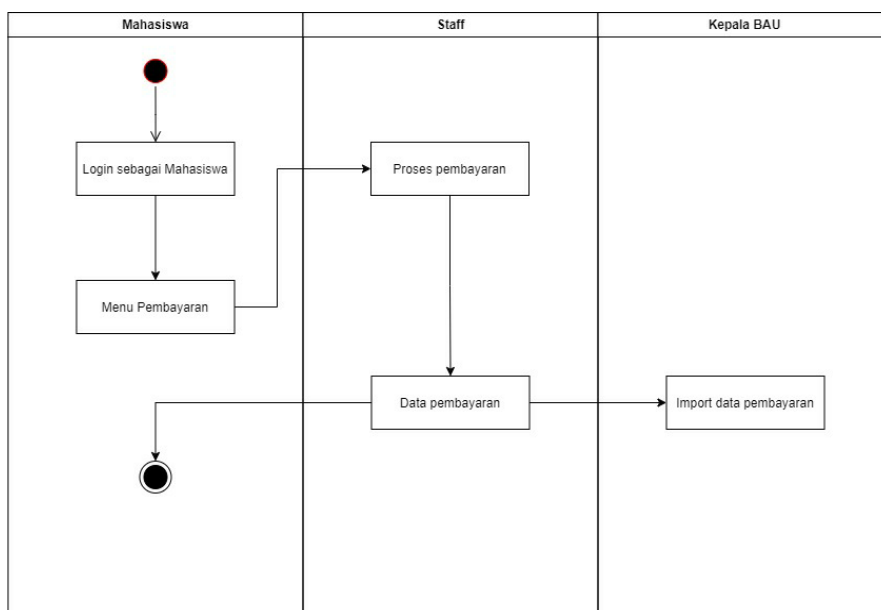 Mahasiswa
Staff
Kepala BAU
Login sebagai Mahasiswa
Proses pembayaran
Menu Pembayaran
Data pembayaran
Import data pembayaran